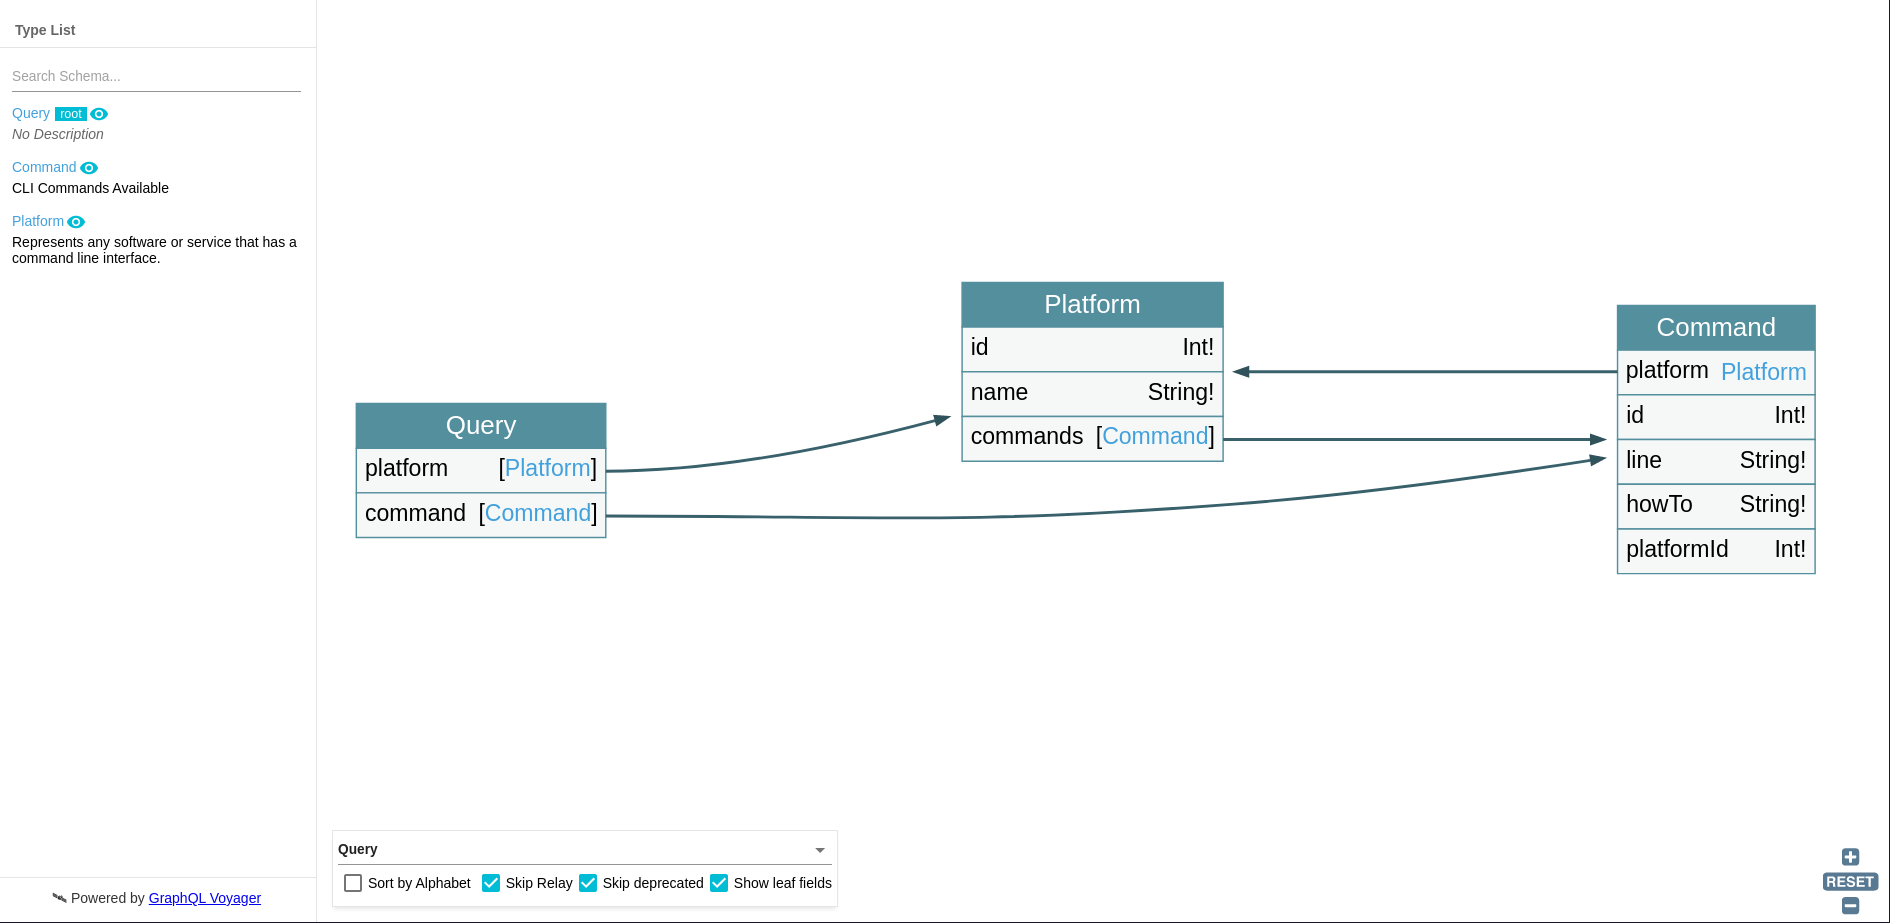 Type List
Search Schema...
Query root
No Description
Command
CLI Commands Available
Platform
Represents any software or service that has a
command line interface.
Powered by GraphQL Voyager
Query
platform [Platform]
command [Command]
Platform
id Int!
name String!
commands [Command]
Command
platform Platform
id Int!
line String!
howTo String!
platformId Int!
Query
Sort by Alphabet Skip Relay Skip deprecated Show leaf fields
RESET